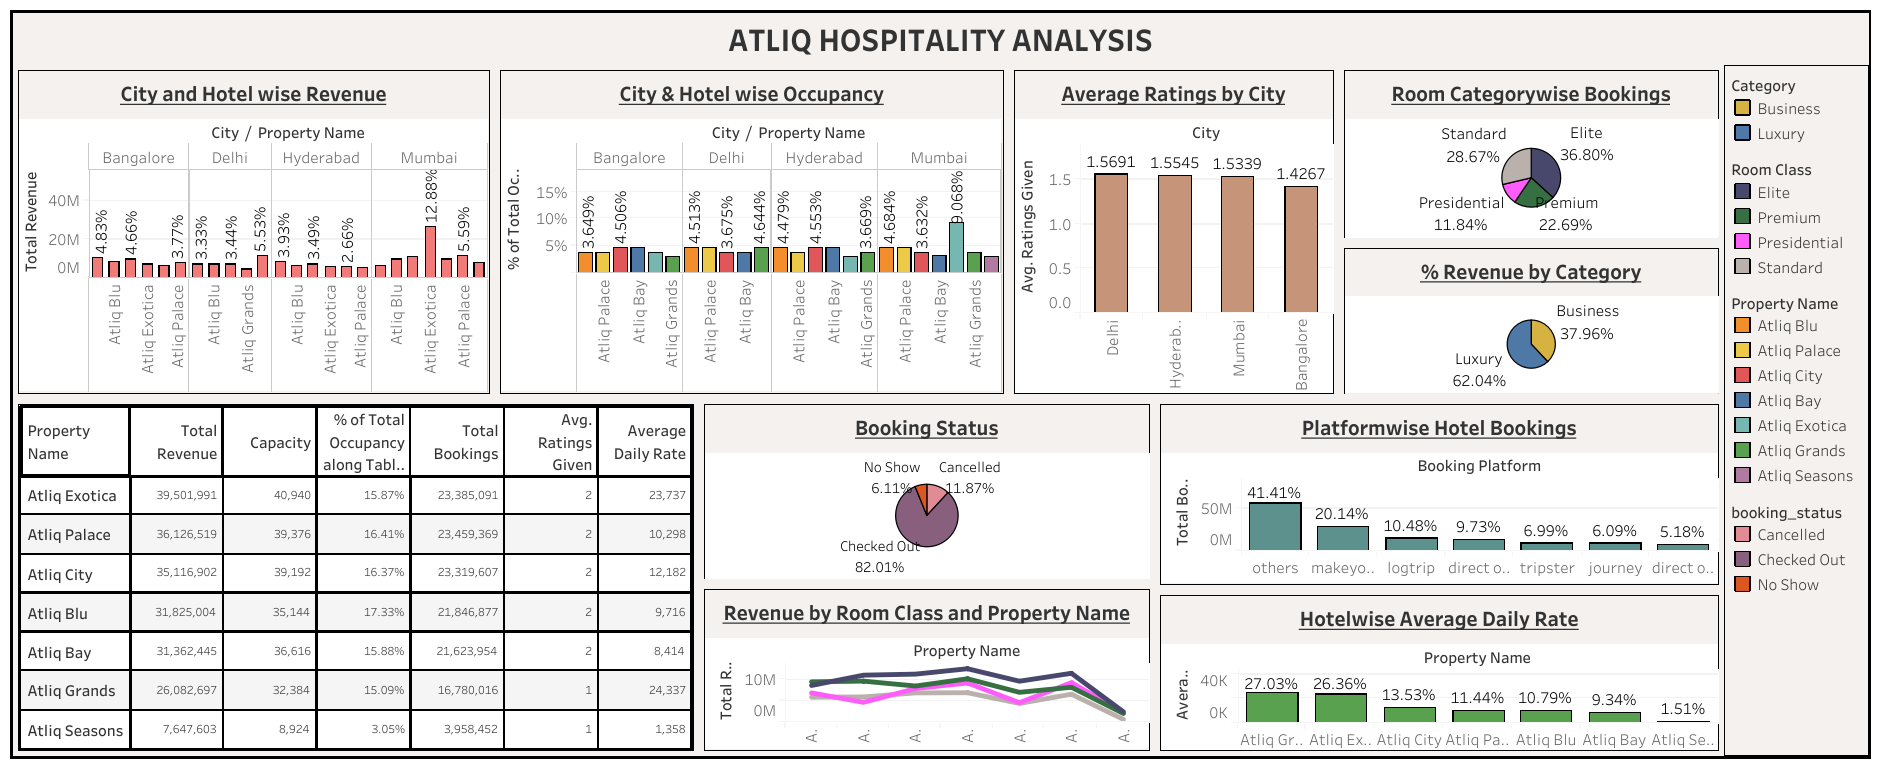 ATLIQ HOSPITALITY ANALYSIS
City and Hotel wise Revenue
City / Property Name
Bangalore Delhi Hyderabad Mumbai
Total Revenue
40M
20M
0M
4.83% 4.66% 3.77% 3.33% 3.44% 5.53% 3.93% 3.49% 2.66% 12.88% 5.59%
Atliq Blu Atliq Exotica Atliq Palace Atliq Blu Atliq Grands Atliq Blu Atliq Exotica Atliq Palace Atliq City Atliq Exotica Atliq Palace
City & Hotel wise Occupancy
City / Property Name
Bangalore Delhi Hyderabad Mumbai
% of Total Oc..
15%
10%
5%
3.649% 4.506% 4.513% 3.675% 4.644% 4.479% 4.553% 3.669% 4.684% 3.632% 9.068%
Atliq Palace Atliq Bay Atliq Grands Atliq Palace Atliq Bay Atliq Palace Atliq Bay Atliq Grands Atliq Palace Atliq Bay Atliq Grands
Average Ratings by City
City
Avg. Ratings Given
1.5
1.0
0.5
0.0
1.5691 1.5545 1.5339 1.4267
Delhi Hyderab.. Mumbai Bangalore
Room Categorywise Bookings
Standard
28.67%
Elite
36.80%
Presidential
11.84%
Premium
22.69%
% Revenue by Category
Business
37.96%
Luxury
62.04%
Category
Business
Luxury
Room Class
Elite
Premium
Presidential
Standard
Property Name
Atliq Blu
Atliq Palace
Atliq City
Atliq Bay
Atliq Exotica
Atliq Grands
Atliq Seasons
booking_status
Cancelled
Checked Out
No Show
Property Name Total Revenue Capacity % of Total Occupancy along Tabl.. Total Bookings Avg. Ratings Given Average Daily Rate
Atliq Exotica 39,501,991 40,940 15.87% 23,385,091 2 23,737
Atliq Palace 36,126,519 39,376 16.41% 23,459,369 2 10,298
Atliq City 35,116,902 39,192 16.37% 23,319,607 2 12,182
Atliq Blu 31,825,004 35,144 17.33% 21,846,877 2 9,716
Atliq Bay 31,362,445 36,616 15.88% 21,623,954 2 8,414
Atliq Grands 26,082,697 32,384 15.09% 16,780,016 1 24,337
Atliq Seasons 7,647,603 8,924 3.05% 3,958,452 1 1,358
Booking Status
No Show
6.11%
Cancelled
11.87%
Checked Out
82.01%
Revenue by Room Class and Property Name
Property Name
Total R..
10M
0M
A. A. A. A. A. A. A.
Platformwise Hotel Bookings
Booking Platform
Total Bo..
50M
0M
41.41% 20.14% 10.48% 9.73% 6.99% 6.09% 5.18%
others makeyo.. logtrip direct o.. tripster journey direct o..
Hotelwise Average Daily Rate
Property Name
Avera..
40K
0K
27.03% 26.36% 13.53% 11.44% 10.79% 9.34% 1.51%
Atliq Gr.. Atliq Ex.. Atliq City Atliq Pa.. Atliq Blu Atliq Bay Atliq Se..